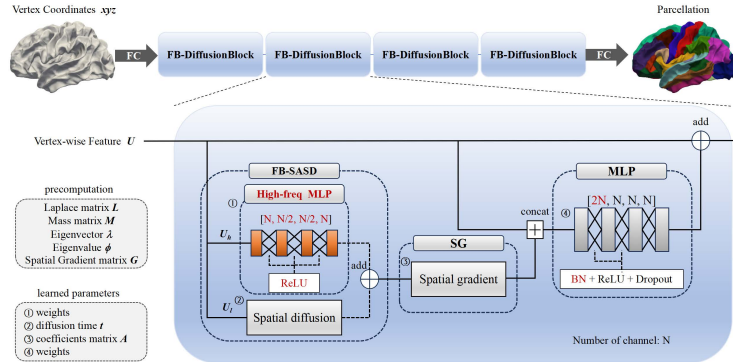 Vertex Coordinates xyz
Parcellation
FC
FB-DiffusionBlock
FB-DiffusionBlock
FB-DiffusionBlock
FB-DiffusionBlock
FC
add
Vertex-wise Feature U
FB-SASD
MLP
precomputation
Laplace matrix L
Mass matrix M
Eigenvector λ
Eigenvalue ϕ
Spatial Gradient matrix G
① High-freq MLP
[N, N/2, N/2, N]
U_h
ReLU
add
U_l
② Spatial diffusion
SG
③ Spatial gradient
concat
④ [2N, N, N, N]
BN + ReLU + Dropout
learned parameters
① weights
② diffusion time t
③ coefficients matrix A
④ weights
Number of channel: N